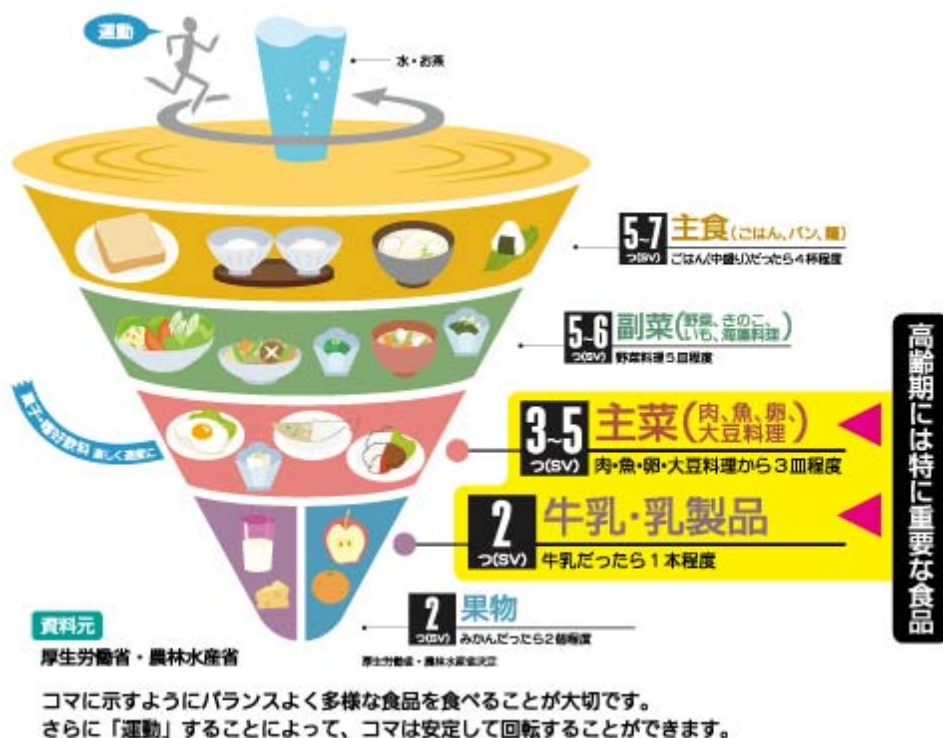 運動
水・お茶
5~7 つ(SV) 主食(ごはん、パン、麺)
ごはん(中盛り)だったら4杯程度
5~6 つ(SV) 副菜(野菜、きのこ、いも、海藻料理)
野菜料理5皿程度
菓子・嗜好飲料 楽しく適度に
3~5 つ(SV) 主菜(肉、魚、卵、大豆料理)
肉・魚・卵・大豆料理から3皿程度
2 つ(SV) 牛乳・乳製品
牛乳だったら1本程度
高齢期には特に重要な食品
2 つ(SV) 果物
みかんだったら2個程度
厚生労働省・農林水産省決定
資料元
厚生労働省・農林水産省
コマに示すようにバランスよく多様な食品を食べることが大切です。
さらに「運動」することによって、コマは安定して回転することができます。